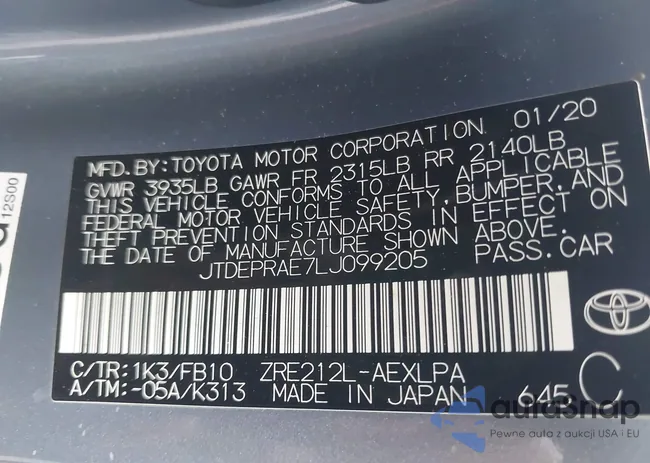 MFD. BY: TOYOTA MOTOR CORPORATION 01/20
GVWR 3935LB GAWR FR 2315LB RR 2140LB
THIS VEHICLE CONFORMS TO ALL APPLICABLE
FEDERAL MOTOR VEHICLE SAFETY, BUMPER, AND
THEFT PREVENTION STANDARDS IN EFFECT ON
THE DATE OF MANUFACTURE SHOWN ABOVE.
JTDEPRAE7LJ099205 PASS. CAR
C/TR: 1K3/FB10 ZRE212L-AEXLPA
A/TM: -05A/K313 MADE IN JAPAN 645 C
12S00
autoSnap
Pewne auta z aukcji USA i EU